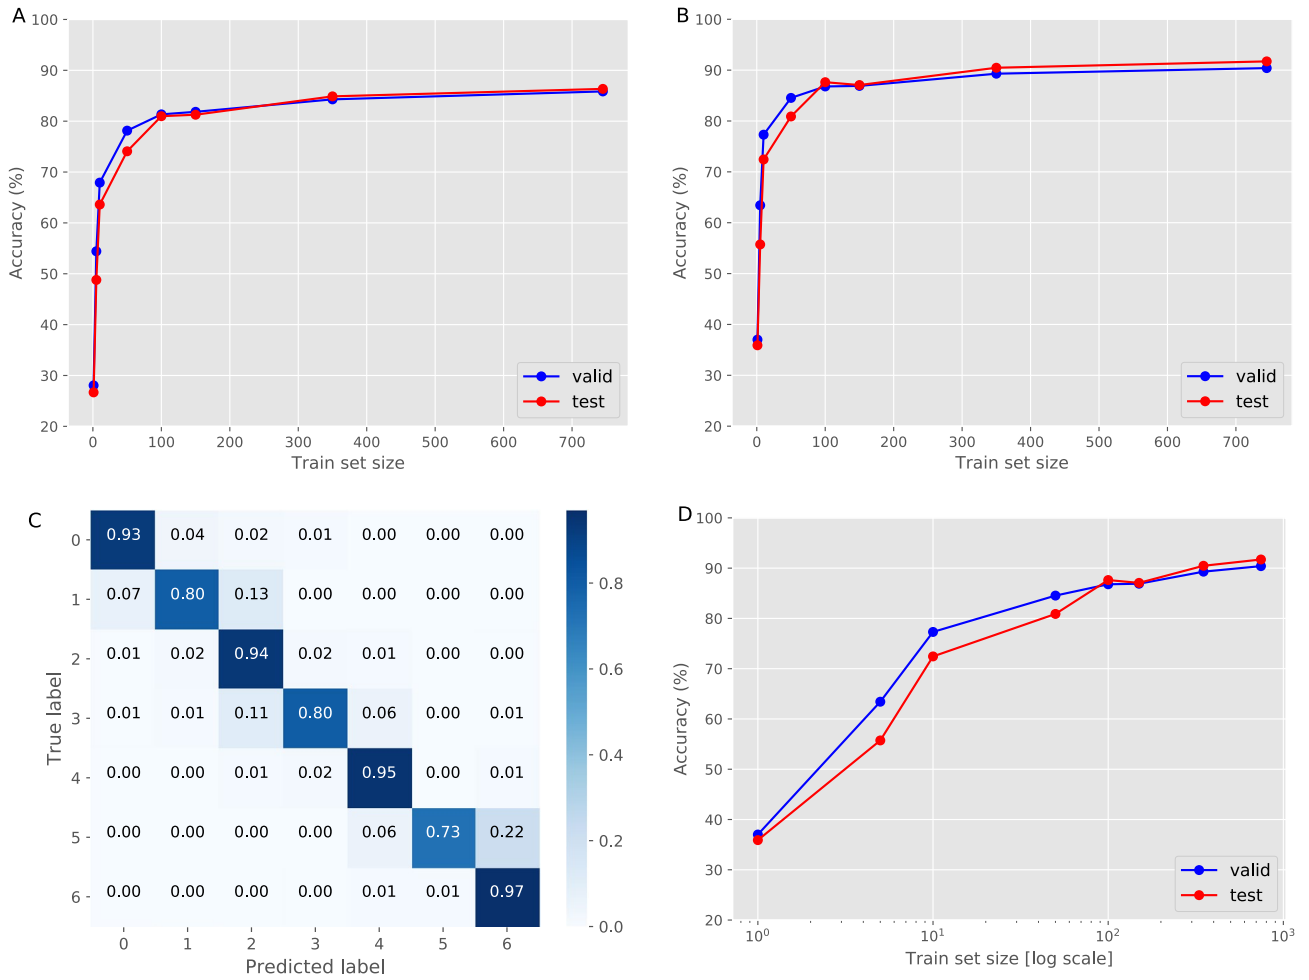 A
100
90
80
70
60
50
40
30
20
Accuracy (%)
0 100 200 300 400 500 600 700
Train set size
valid
test
B
100
90
80
70
60
50
40
30
20
Accuracy (%)
0 100 200 300 400 500 600 700
Train set size
valid
test
C
True label
0 0.93 0.04 0.02 0.01 0.00 0.00 0.00
1 0.07 0.80 0.13 0.00 0.00 0.00 0.00
2 0.01 0.02 0.94 0.02 0.01 0.00 0.00
3 0.01 0.01 0.11 0.80 0.06 0.00 0.01
4 0.00 0.00 0.01 0.02 0.95 0.00 0.01
5 0.00 0.00 0.00 0.00 0.06 0.73 0.22
6 0.00 0.00 0.00 0.00 0.01 0.01 0.97
0 1 2 3 4 5 6
Predicted label
0.8
0.6
0.4
0.2
0.0
D
100
90
80
70
60
50
40
30
20
Accuracy (%)
10⁰ 10¹ 10² 10³
Train set size [log scale]
valid
test